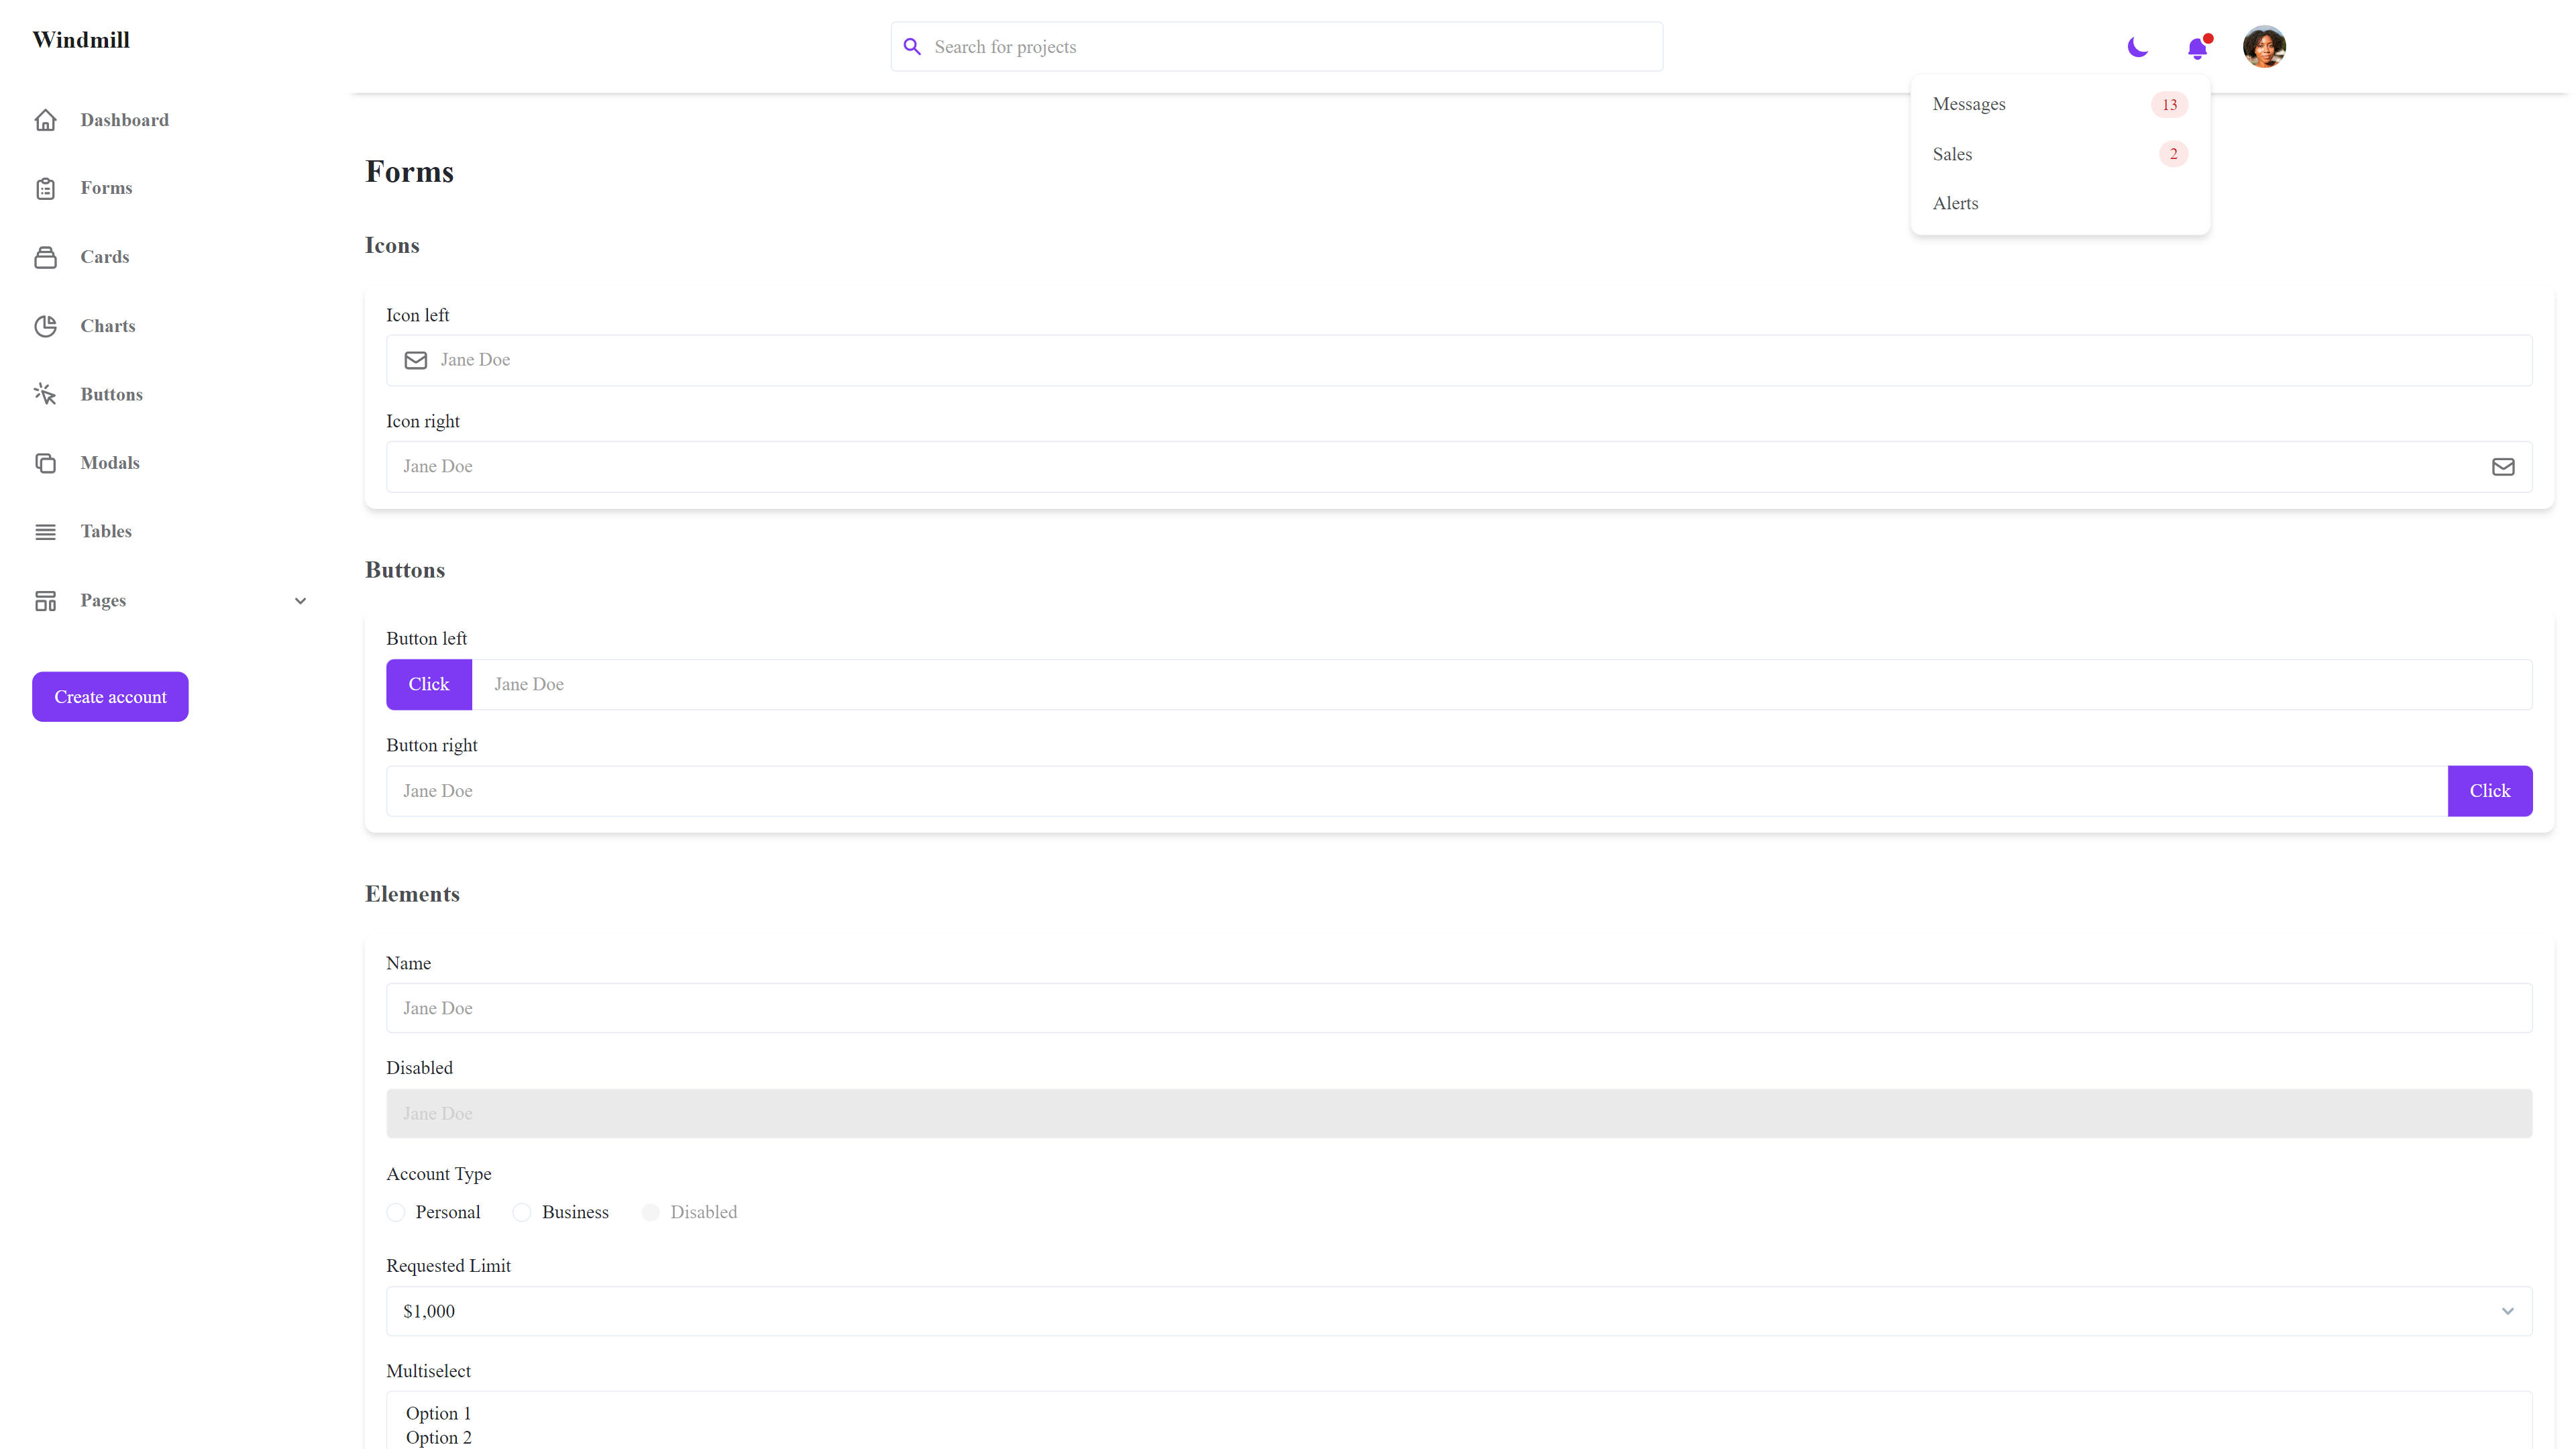 Windmill
Search for projects
Dashboard
Forms
Cards
Charts
Buttons
Modals
Tables
Pages
Create account
Messages 13
Sales 2
Alerts
Forms
Icons
Icon left
Jane Doe
Icon right
Jane Doe
Buttons
Button left
Click Jane Doe
Button right
Jane Doe Click
Elements
Name
Jane Doe
Disabled
Jane Doe
Account Type
Personal Business Disabled
Requested Limit
$1,000
Multiselect
Option 1
Option 2